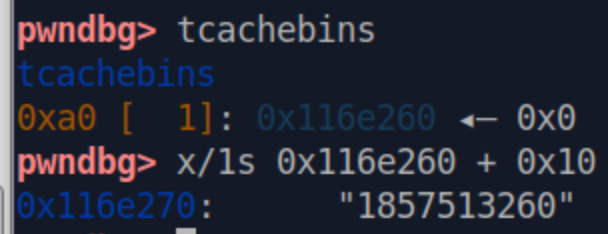 pwndbg> tcachebins
tcachebins
0xa0 [  1]: 0x116e260 ◂— 0x0
pwndbg> x/1s 0x116e260 + 0x10
0x116e270:      "1857513260"